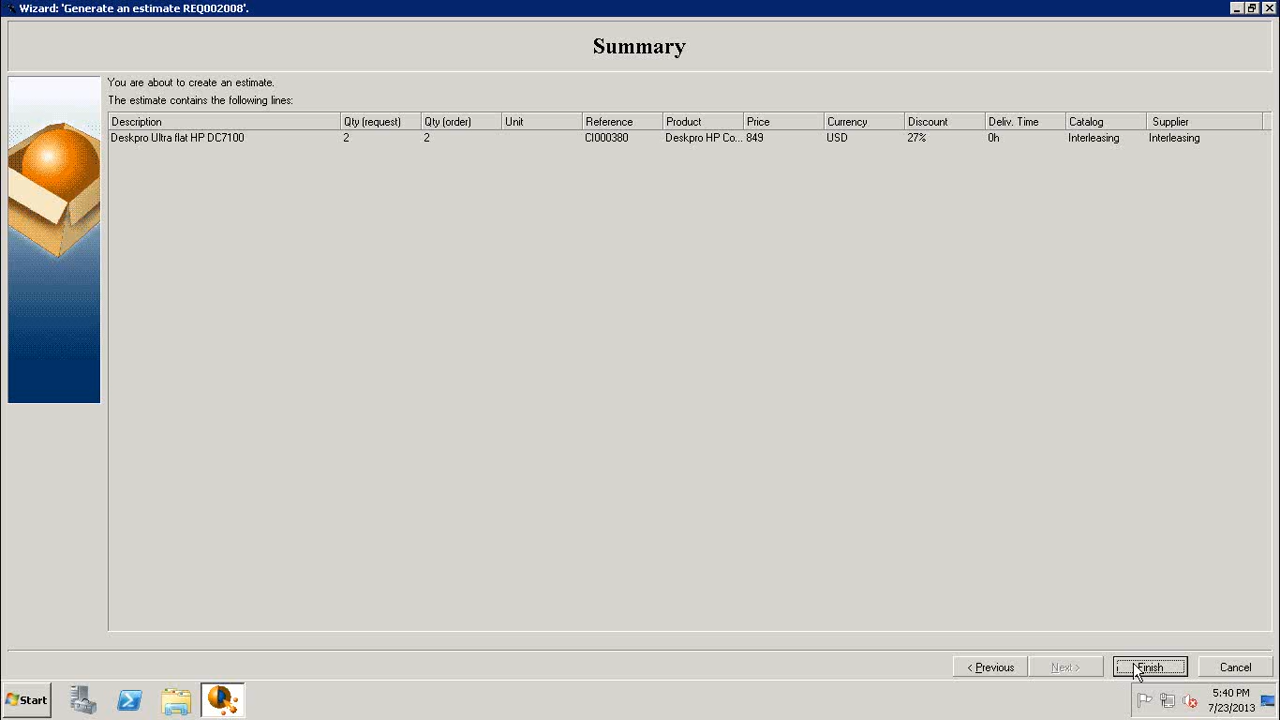 Wizard: 'Generate an estimate REQ002008'.
Summary
You are about to create an estimate.
The estimate contains the following lines:
Description Qty (request) Qty (order) Unit Reference Product Price Currency Discount Deliv. Time Catalog Supplier
Deskpro Ultra flat HP DC7100 2 2 CI000380 Deskpro HP Co... 849 USD 27% 0h Interleasing Interleasing
< Previous Next > Finish Cancel
Start
5:40 PM
7/23/2013